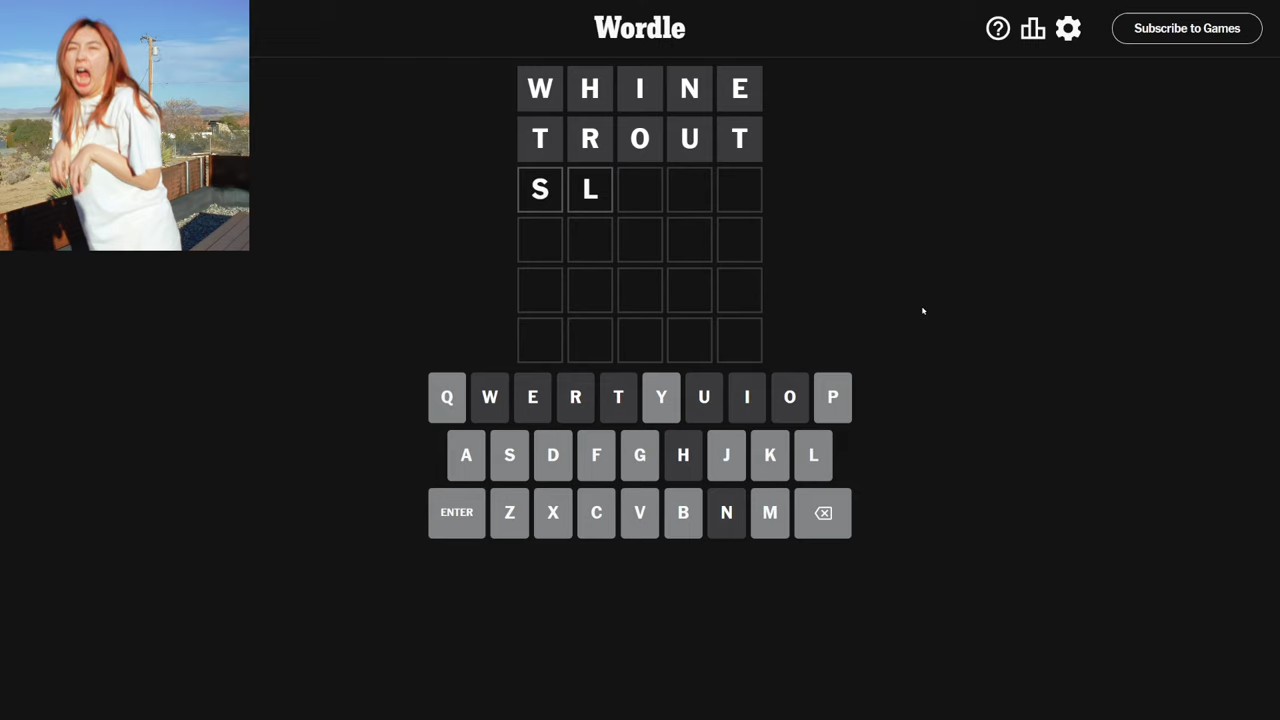 Wordle
Subscribe to Games
W H I N E
T R O U T
S L
Q W E R T Y U I O P
A S D F G H J K L
ENTER Z X C V B N M